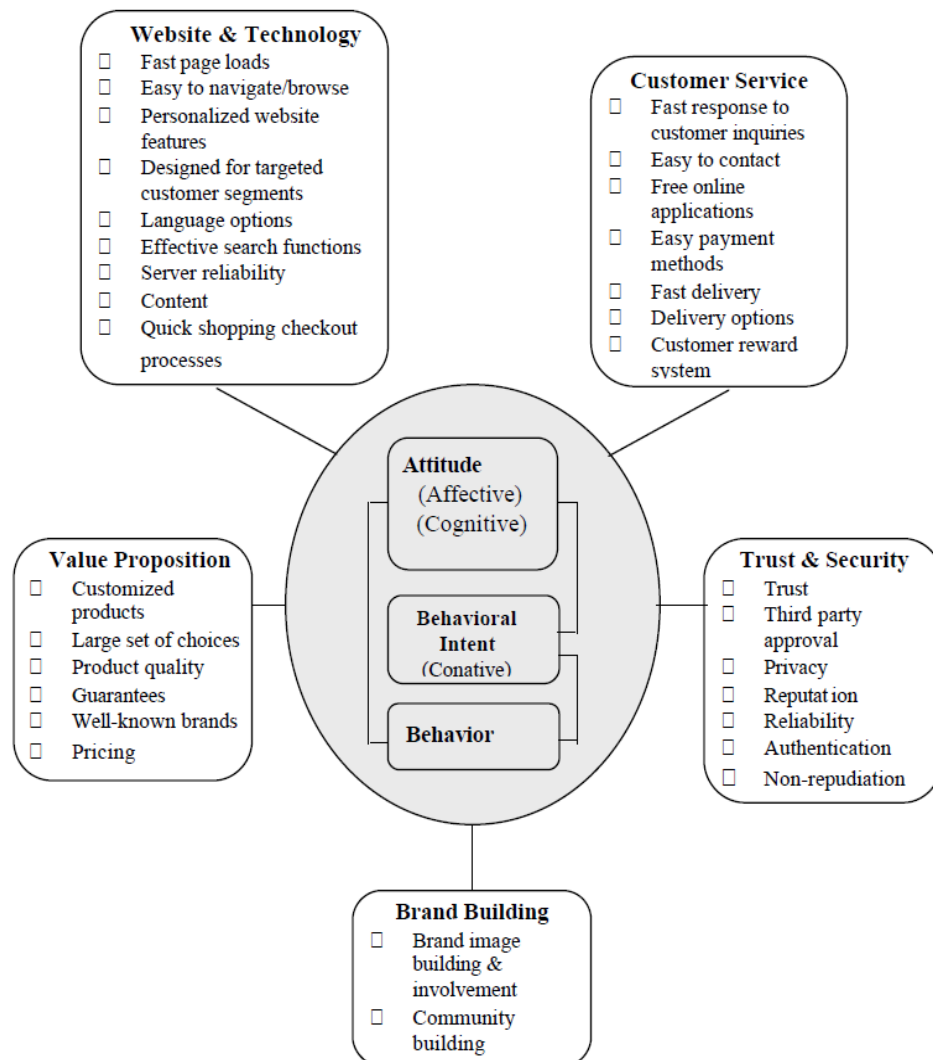 Website & Technology
Fast page loads
Easy to navigate/browse
Personalized website
features
Designed for targeted
customer segments
Language options
Effective search functions
Server reliability
Content
Quick shopping checkout
processes
Customer Service
Fast response to
customer inquiries
Easy to contact
Free online
applications
Easy payment
methods
Fast delivery
Delivery options
Customer reward
system
Attitude
(Affective)
(Cognitive)
Behavioral
Intent
(Conative)
Behavior
Value Proposition
Customized
products
Large set of choices
Product quality
Guarantees
Well-known brands
Pricing
Trust & Security
Trust
Third party
approval
Privacy
Reputation
Reliability
Authentication
Non-repudiation
Brand Building
Brand image
building &
involvement
Community
building